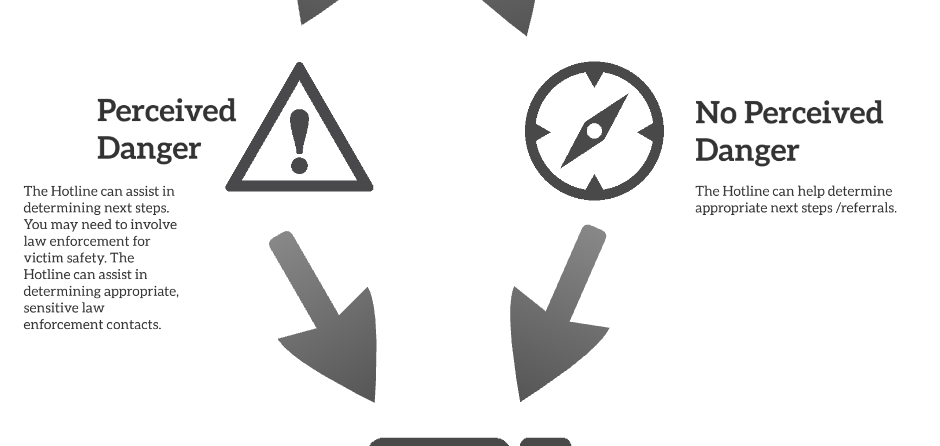 Perceived
Danger
The Hotline can assist in
determining next steps.
You may need to involve
law enforcement for
victim safety. The
Hotline can assist in
determining appropriate,
sensitive law
enforcement contacts.
No Perceived
Danger
The Hotline can help determine
appropriate next steps /referrals.